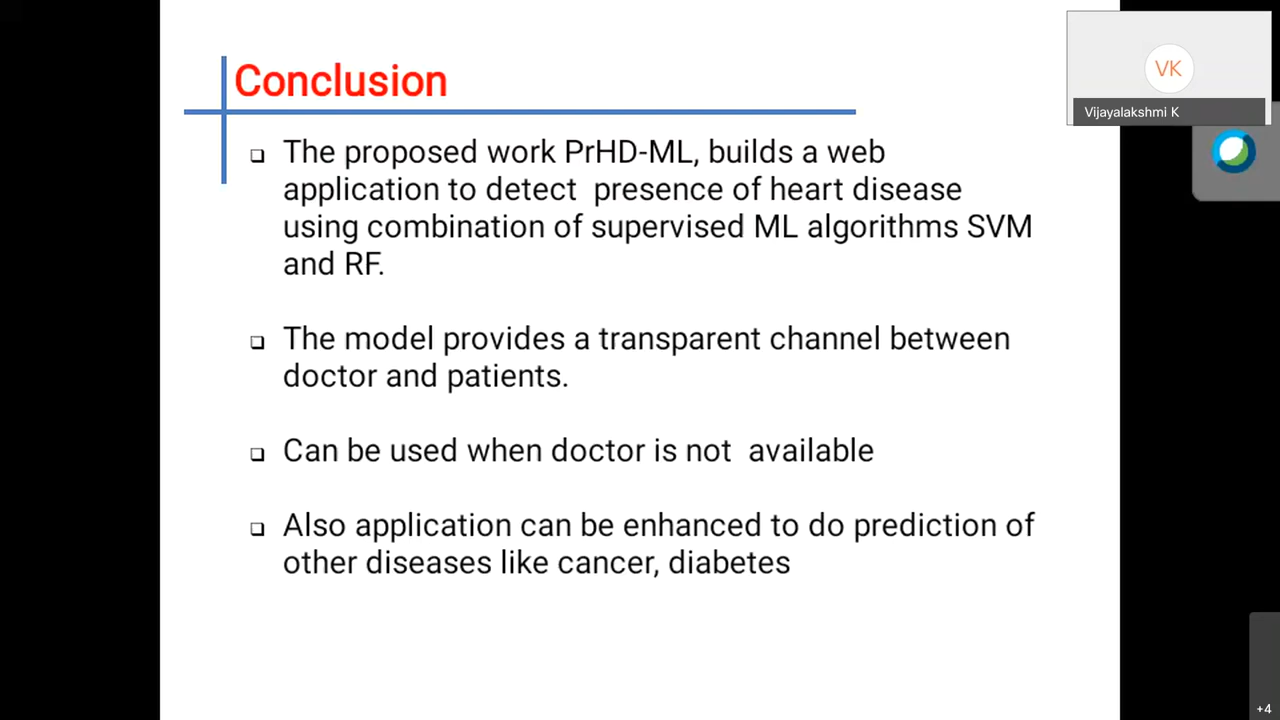 Conclusion
The proposed work PrHD-ML, builds a web
application to detect  presence of heart disease
using combination of supervised ML algorithms SVM
and RF.
The model provides a transparent channel between
doctor and patients.
Can be used when doctor is not  available
Also application can be enhanced to do prediction of
other diseases like cancer, diabetes
VK
Vijayalakshmi K
+4